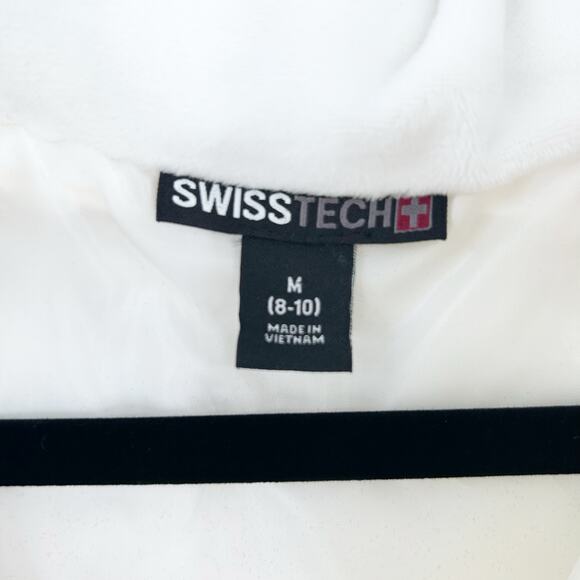 SWISSTECH
M
(8-10)
MADE IN
VIETNAM